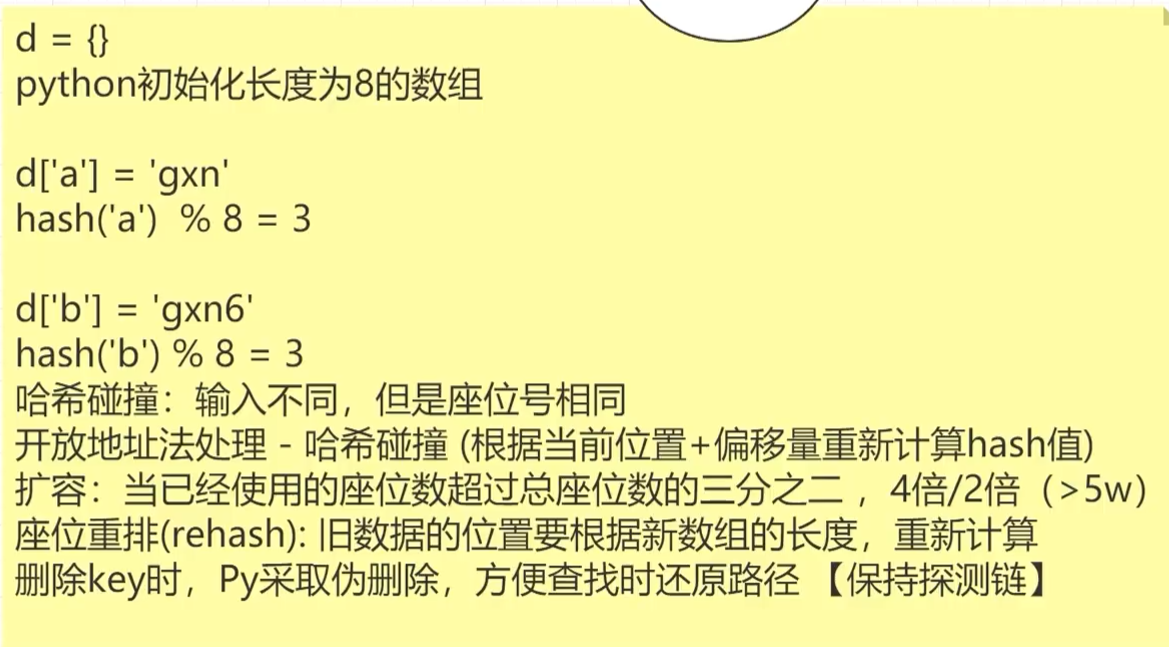 d = {}
python初始化长度为8的数组
d['a'] = 'gxn'
hash('a') % 8 = 3
d['b'] = 'gxn6'
hash('b') % 8 = 3
哈希碰撞：输入不同，但是座位号相同
开放地址法处理 - 哈希碰撞 (根据当前位置+偏移量重新计算hash值)
扩容：当已经使用的座位数超过总座位数的三分之二 ，4倍/2倍（>5w）
座位重排(rehash): 旧数据的位置要根据新数组的长度，重新计算
删除key时，Py采取伪删除，方便查找时还原路径 【保持探测链】